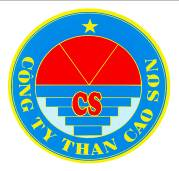 CS
CÔNG TY THAN CAO SƠN